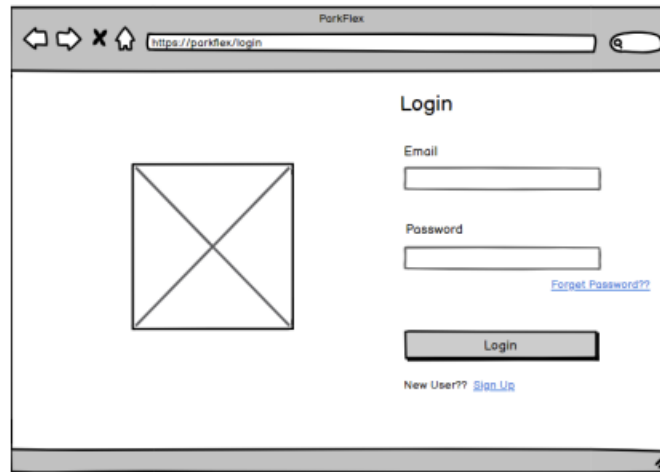 ParkFlex
https://parkflex/login
Login
Email
Password
Forget Password??
Login
New User?? Sign Up